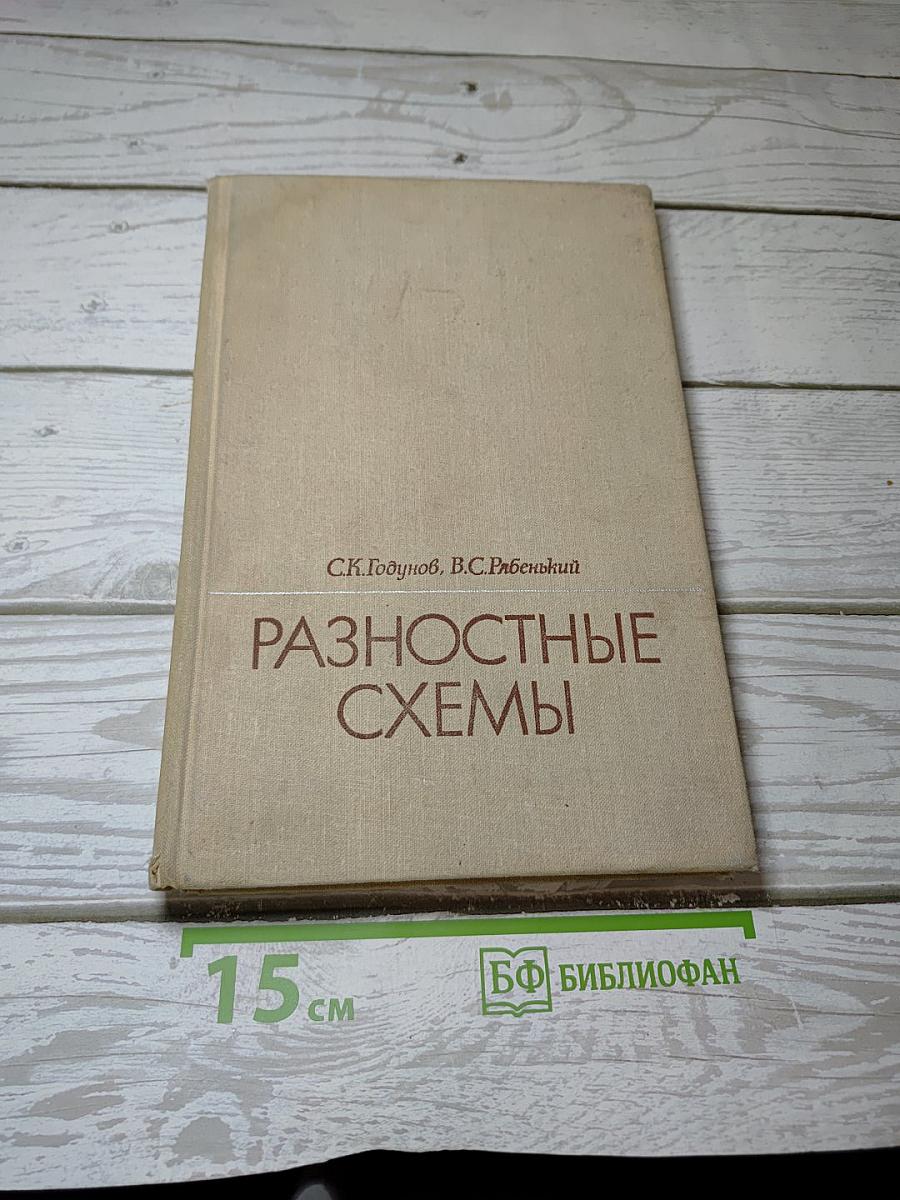 С.К.Годунов, В.С.Рябенький
РАЗНОСТНЫЕ
СХЕМЫ
15 см
БФ БИБЛИОФАН